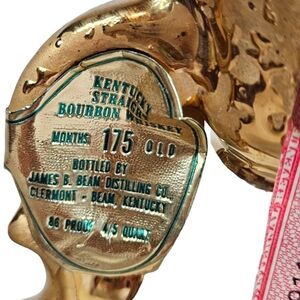 KENTUCKY
STRAIGHT
BOURBON WHISKEY
MONTHS 175 OLD
BOTTLED BY
JAMES B. BEAM DISTILLING CO.
CLERMONT - BEAM, KENTUCKY
86 PROOF 4/5 QUART